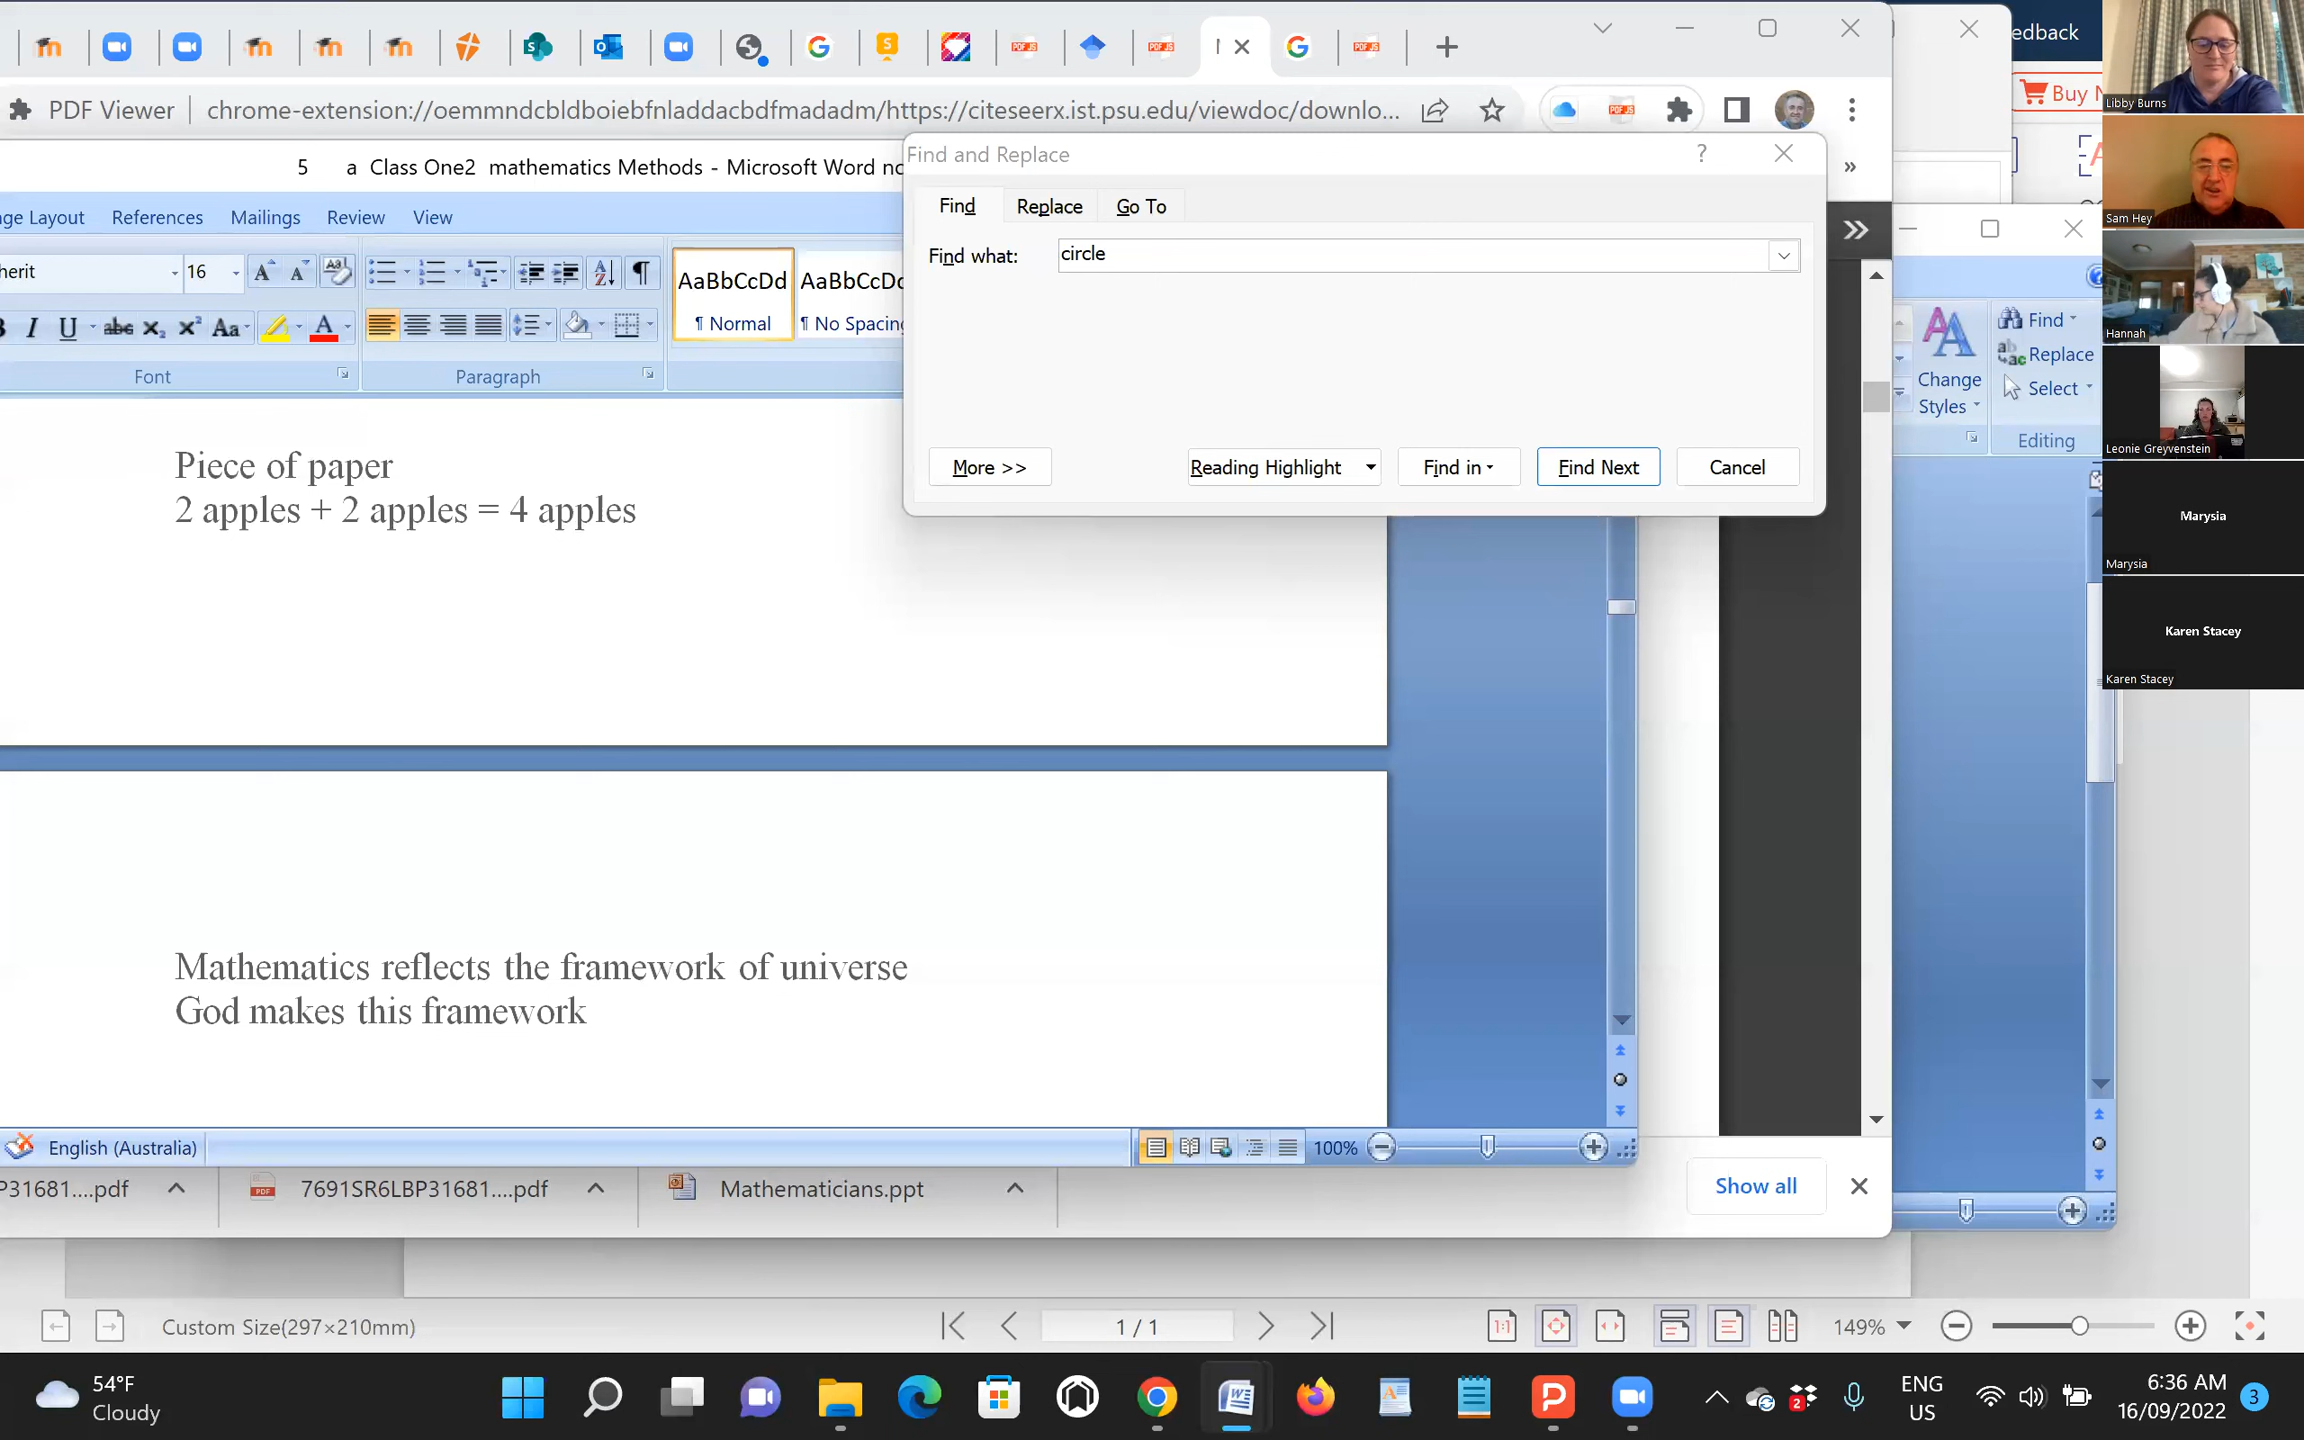 edback
Buy
PDF Viewer
chrome-extension://oemmndcbldboiebfnladdacbdfmadadm/https://citeseerx.ist.psu.edu/viewdoc/downlo...
5 a Class One2 mathematics Methods - Microsoft Word nc
ge Layout References Mailings Review View
herit 16
Font
Paragraph
AaBbCcDd AaBbCcDd
¶ Normal ¶ No Spacing
Find and Replace
Find Replace Go To
Find what: circle
More >> Reading Highlight Find in Find Next Cancel
Find
Replace
Select
Change
Styles
Editing
Piece of paper
2 apples + 2 apples = 4 apples
Mathematics reflects the framework of universe
God makes this framework
English (Australia)
100%
P31681....pdf
7691SR6LBP31681....pdf
Mathematicians.ppt
Show all
Custom Size(297×210mm)
1 / 1
149%
54°F
Cloudy
ENG
US
6:36 AM
16/09/2022
3
2
Libby Burns
Sam Hey
Hannah
Leonie Greyvenstein
Marysia
Marysia
Karen Stacey
Karen Stacey